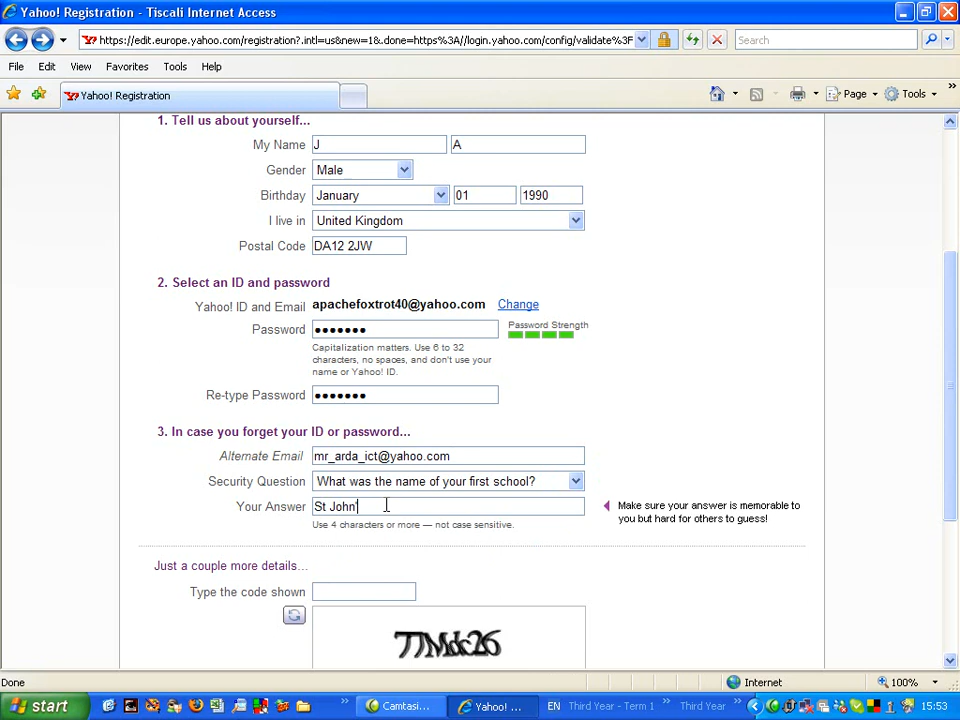 Yahoo! Registration - Tiscali Internet Access
https://edit.europe.yahoo.com/registration?.intl=us&new=1&.done=https%3A//login.yahoo.com/config/validate%3F
Search
File Edit View Favorites Tools Help
Yahoo! Registration
Page Tools
1. Tell us about yourself...
My Name J A
Gender Male
Birthday January 01 1990
I live in United Kingdom
Postal Code DA12 2JW
2. Select an ID and password
Yahoo! ID and Email apachefoxtrot40@yahoo.com Change
Password ●●●●●●● Password Strength
Capitalization matters. Use 6 to 32
characters, no spaces, and don't use your
name or Yahoo! ID.
Re-type Password ●●●●●●●
3. In case you forget your ID or password...
Alternate Email mr_arda_ict@yahoo.com
Security Question What was the name of your first school?
Your Answer St John'
Make sure your answer is memorable to
you but hard for others to guess!
Use 4 characters or more — not case sensitive.
Just a couple more details...
Type the code shown
Done Internet 100%
start Camtasi... Yahoo! ... EN Third Year - Term 1 Third Year 15:53